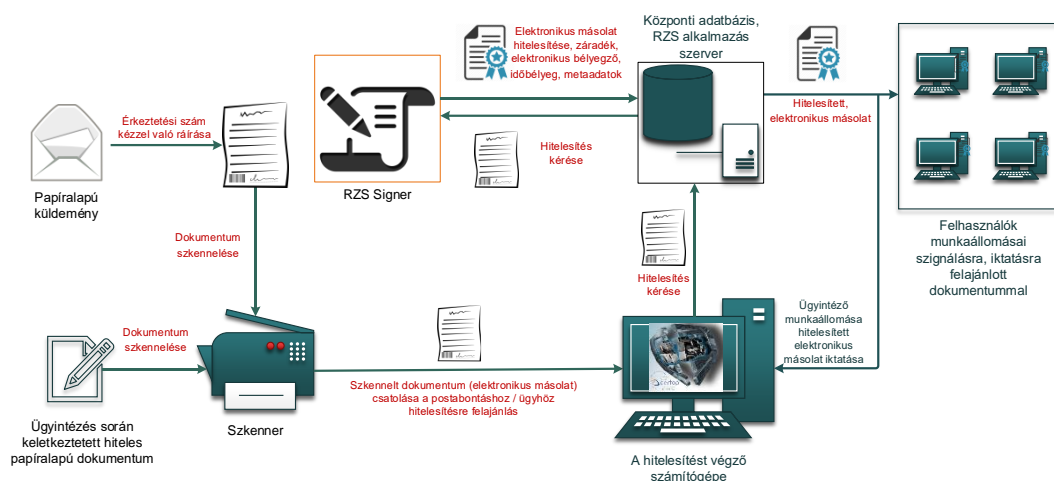 Elektronikus másolat
hitelesítése, záradék,
elektronikus bélyegző,
időbélyeg, metaadatok
Központi adatbázis,
RZS alkalmazás
szerver
Hitelesített,
elektronikus másolat
Érkeztetési szám
kézzel való ráírása
Papíralapú
küldemény
RZS Signer
Hitelesítés
kérése
Felhasználók
munkaállomásai
szignálásra, iktatásra
felajánlott
dokumentummal
Dokumentum
szkennelése
Hitelesítés
kérése
Ügyintéző
munkaállomása
hitelesített
elektronikus
másolat iktatása
Dokumentum
szkennelése
Szkennelt dokumentum (elektronikus másolat)
csatolása a postabontáshoz / ügyhöz
hitelesítésre felajánlás
Szkenner
Ügyintézés során
keletkeztetett hiteles
papíralapú dokumentum
A hitelesítést végző
számítógépe